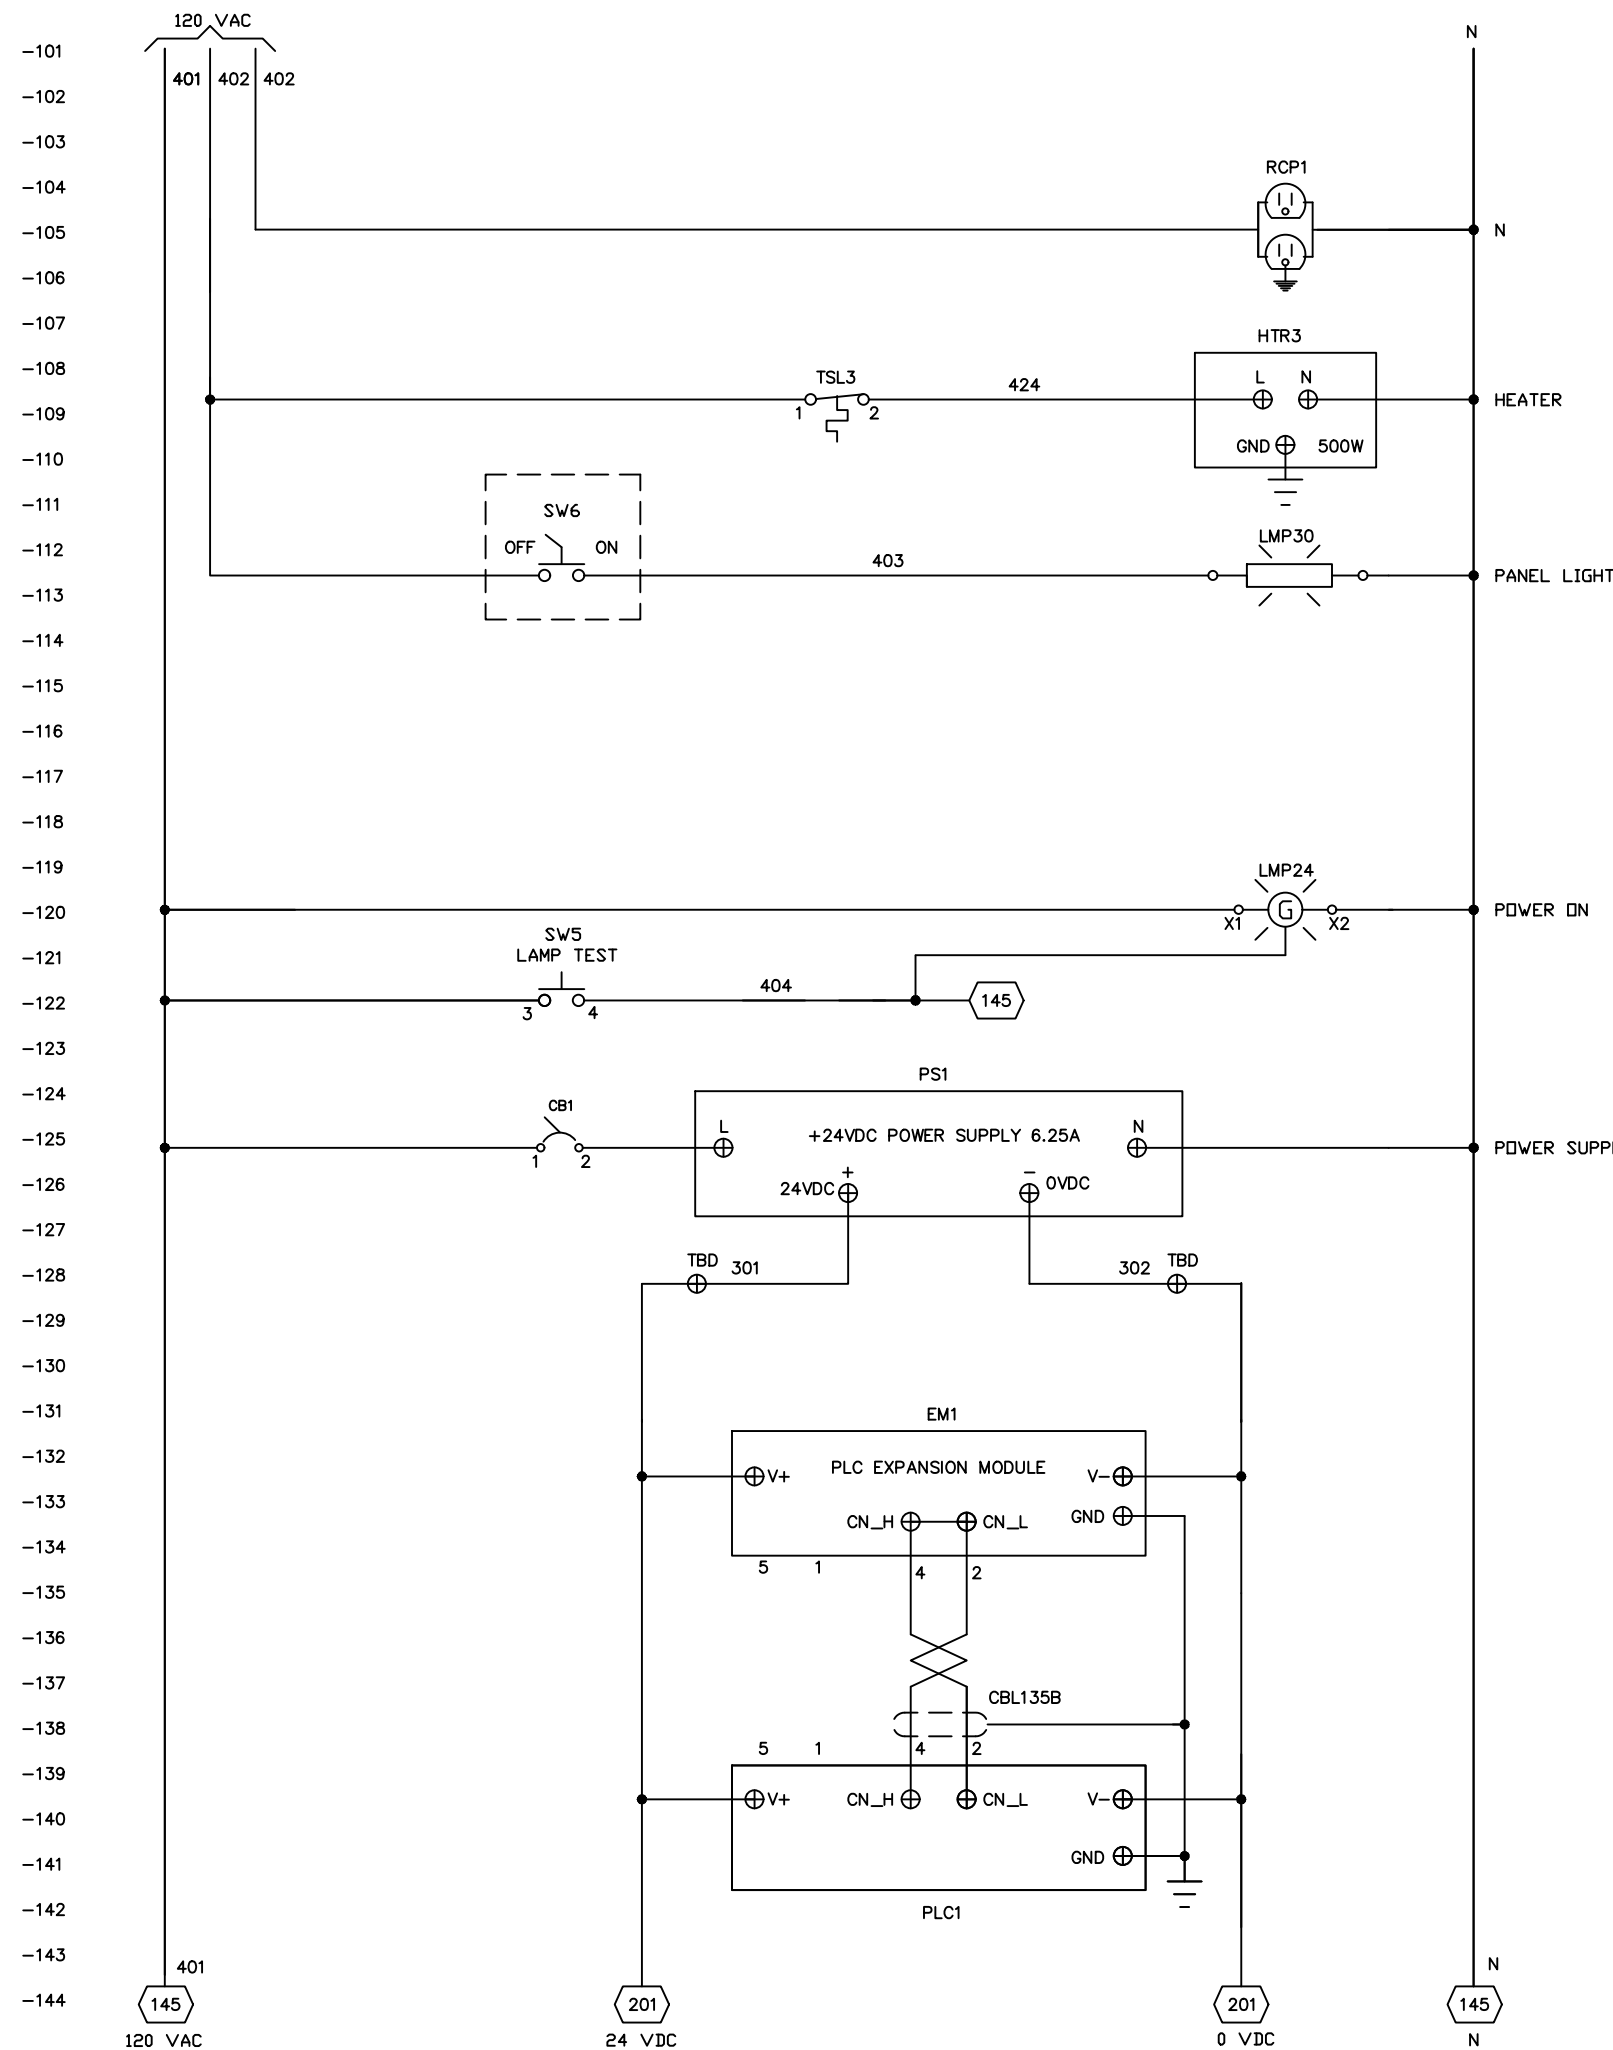 120 VAC
N
-101
401 402 402
-102
-103
RCP1
-104
-105
N
-106
-107
HTR3
-108
TSL3
424
L N
1 2
HEATER
-109
GND 500W
-110
-111
SW6
LMP30
-112
OFF ON
403
PANEL LIGHT
-113
-114
-115
-116
-117
-118
-119
LMP24
-120
G
X1 X2
POWER ON
SW5
-121
LAMP TEST
404
-122
145
3 4
-123
PS1
-124
CB1
L
+24VDC POWER SUPPLY 6.25A
N
-125
1 2
POWER SUPP
-126
+
24VDC
-
0VDC
-127
TBD
301
302
TBD
-128
-129
-130
-131
EM1
-132
PLC EXPANSION MODULE
V+
V-
-133
CN_H CN_L
GND
-134
5 1 4 2
-135
-136
-137
CBL135B
-138
5 1 4 2
-139
V+ CN_H CN_L V-
-140
GND
-141
-142
PLC1
-143
401
N
-144
145
201
201
145
120 VAC
24 VDC
0 VDC
N